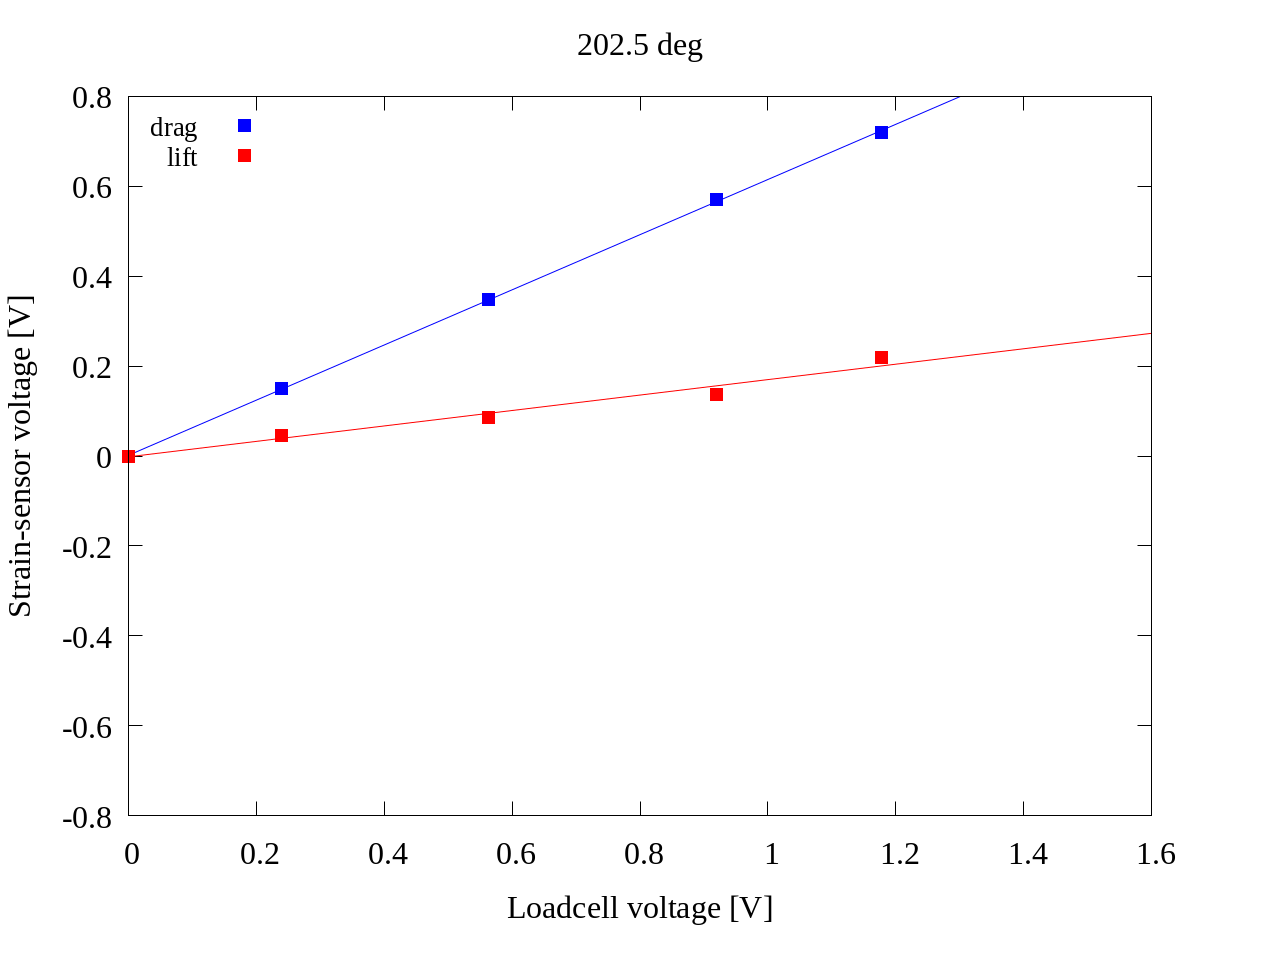 202.5 deg
drag
lift
0.8
0.6
0.4
0.2
0
-0.2
-0.4
-0.6
-0.8
Strain-sensor voltage [V]
0 0.2 0.4 0.6 0.8 1 1.2 1.4 1.6
Loadcell voltage [V]